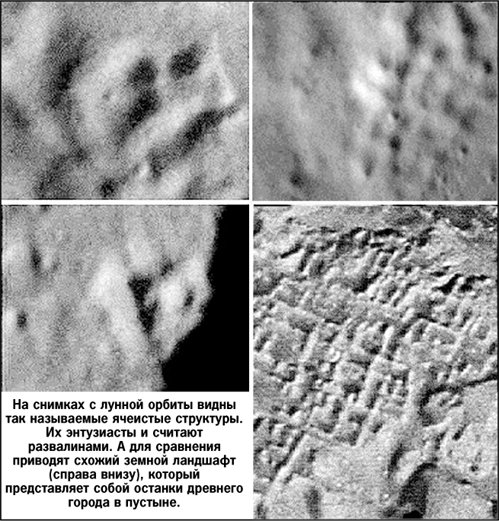 На снимках с лунной орбиты видны
так называемые ячеистые структуры.
Их энтузиасты и считают
развалинами. А для сравнения
приводят схожий земной ландшафт
(справа внизу), который
представляет собой останки древнего
города в пустыне.